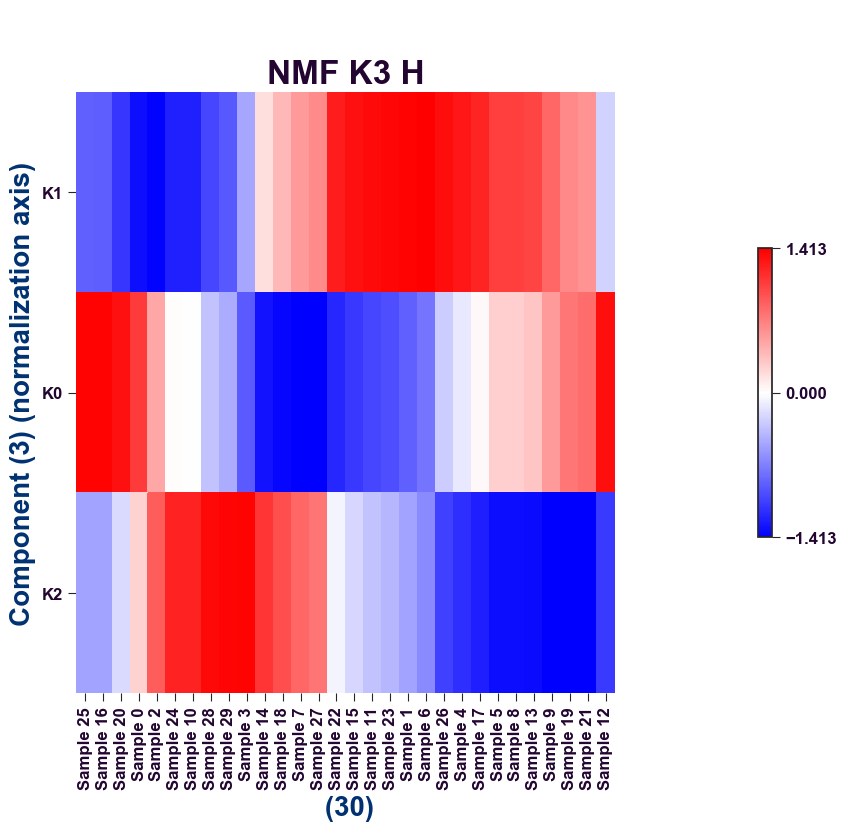 NMF K3 H
Component (3) (normalization axis)
K1
K0
K2
1.413
0.000
−1.413
Sample 25
Sample 16
Sample 20
Sample 0
Sample 2
Sample 24
Sample 10
Sample 28
Sample 29
Sample 3
Sample 14
Sample 18
Sample 7
Sample 27
Sample 22
Sample 15
Sample 11
Sample 23
Sample 1
Sample 6
Sample 26
Sample 4
Sample 17
Sample 5
Sample 8
Sample 13
Sample 9
Sample 19
Sample 21
Sample 12
(30)